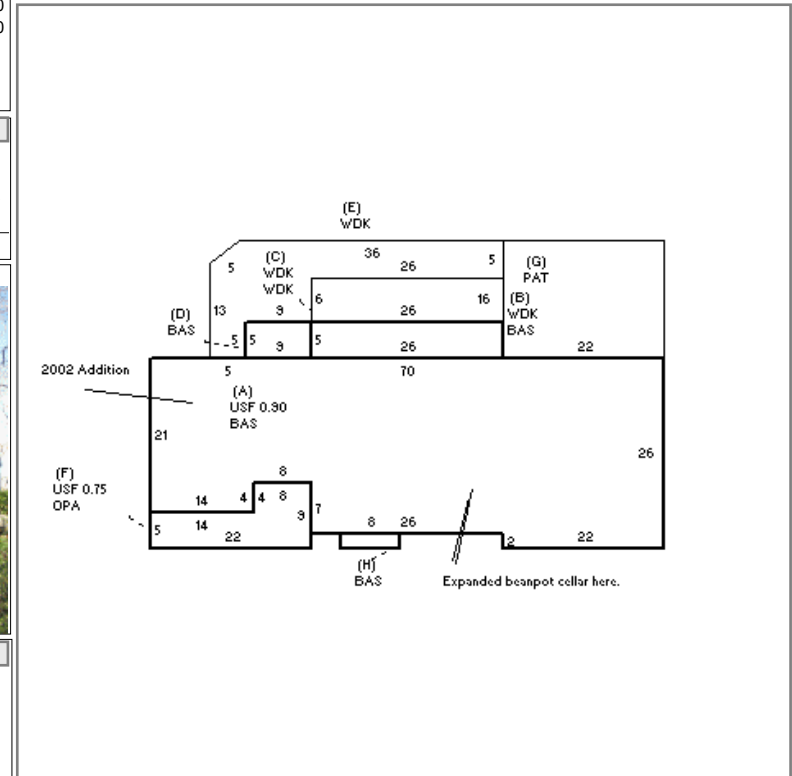 0
0
(E)
WDK
36
5
(C)
WDK
WDK
26
5
(G)
PAT
6
16
(B)
WDK
BAS
13
9
26
(D)
BAS
5
5
9
5
26
22
2002 Addition
5
70
(A)
USF 0.90
BAS
21
26
(F)
USF 0.75
OPA
8
14
4
4
8
7
9
5
14
22
8
26
2
22
(H)
BAS
Expanded beanpot cellar here.